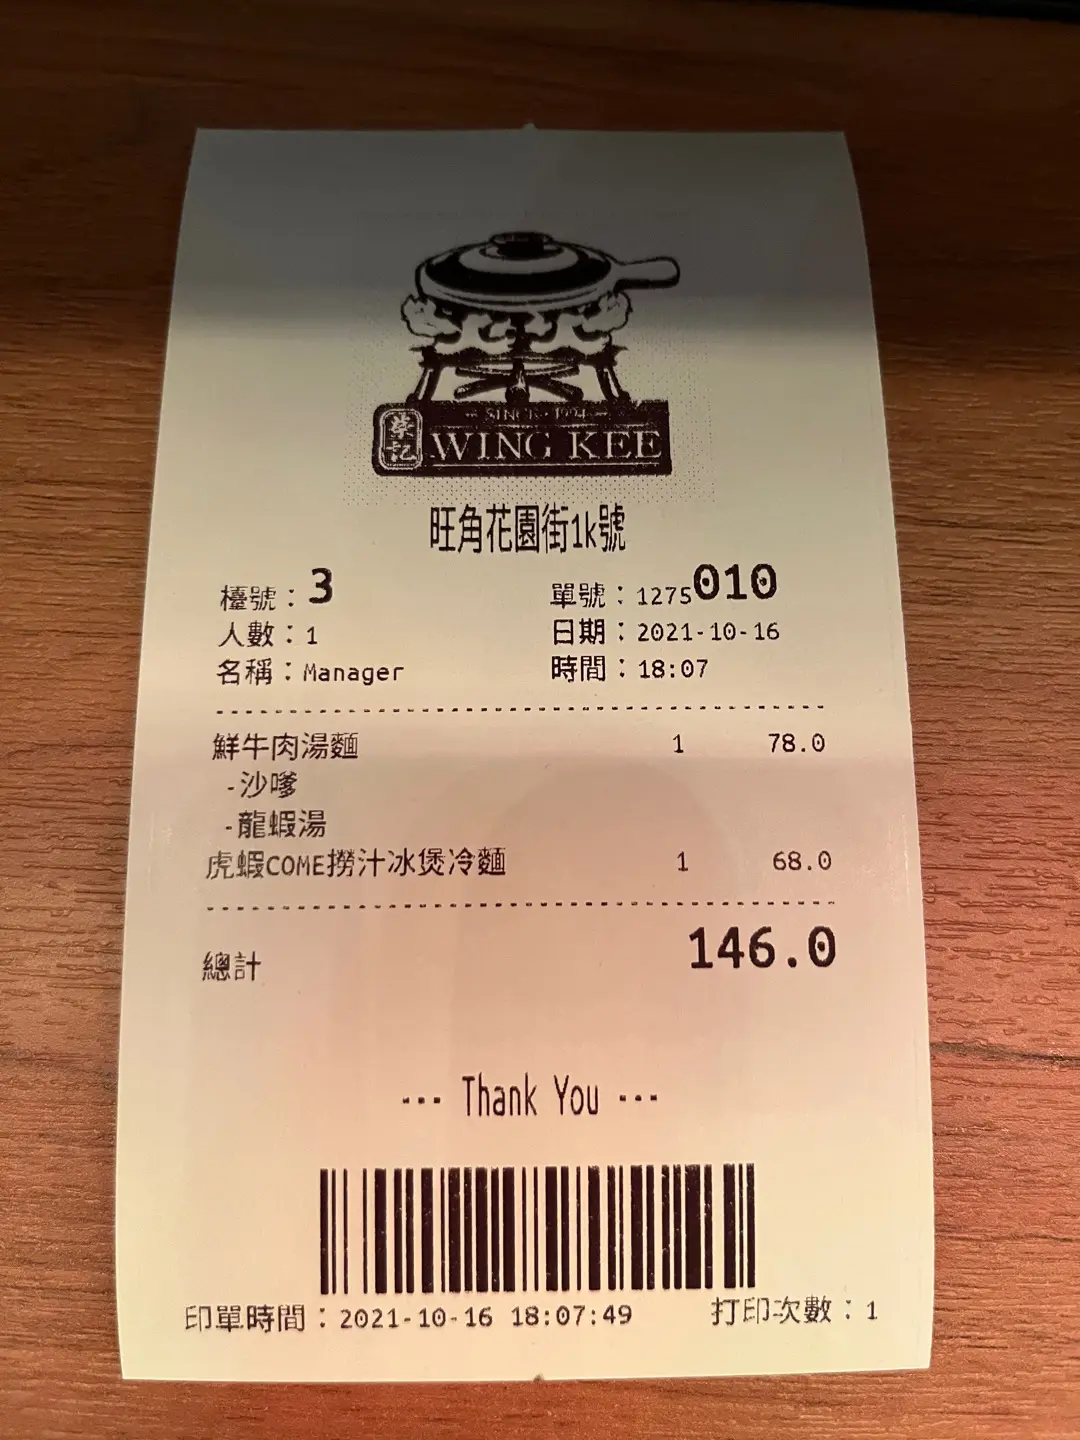 SINCE · 1994
榮記 WING KEE
旺角花園街1k號
檯號：3 單號：1275010
人數：1 日期：2021-10-16
名稱：Manager 時間：18:07
鮮牛肉湯麵 1 78.0
-沙嗲
-龍蝦湯
虎蝦COME撈汁冰煲冷麵 1 68.0
總計 146.0
--- Thank You ---
印單時間：2021-10-16 18:07:49 打印次數：1